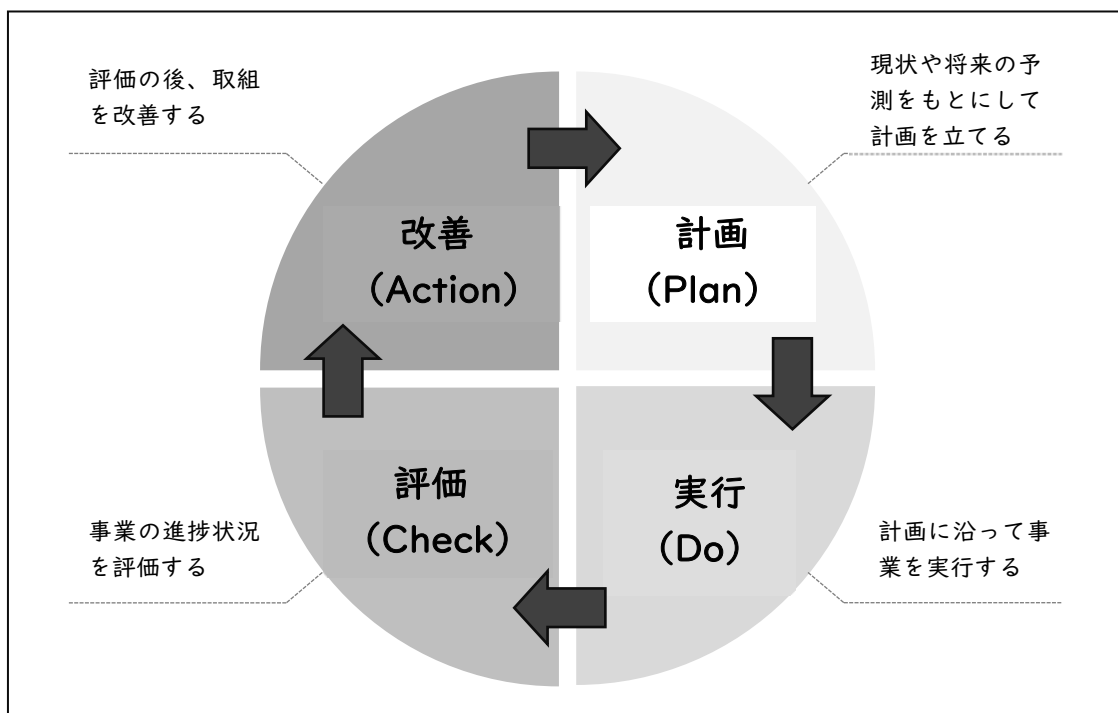 評価の後、取組
を改善する
現状や将来の予
測をもとにして
計画を立てる
改善
（Action）
計画
（Plan）
評価
（Check）
実行
（Do）
事業の進捗状況
を評価する
計画に沿って事
業を実行する